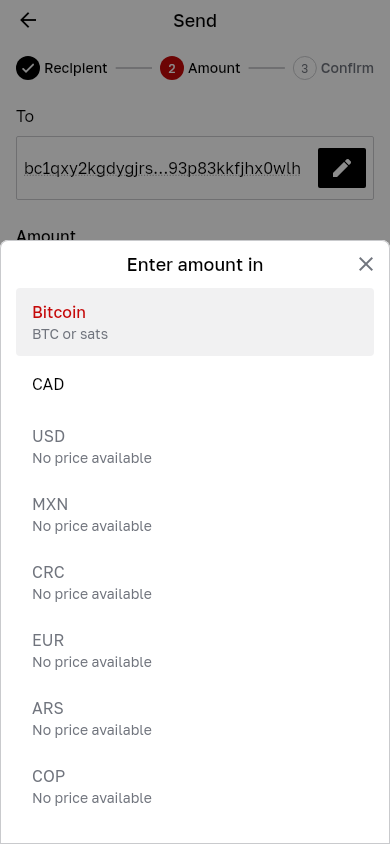 Send
Recipient
2
Amount
3
Confirm
To
bc1qxy2kgdygjrs...93p83kkfjhx0wlh
Amount
Enter amount in
Bitcoin
BTC or sats
CAD
USD
No price available
MXN
No price available
CRC
No price available
EUR
No price available
ARS
No price available
COP
No price available